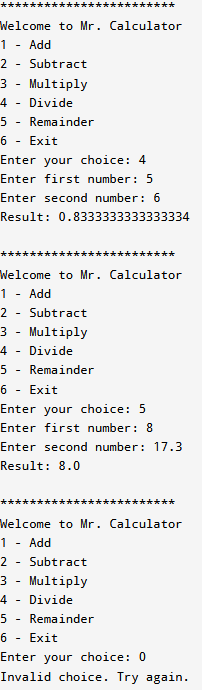 ************************
Welcome to Mr. Calculator
1 - Add
2 - Subtract
3 - Multiply
4 - Divide
5 - Remainder
6 - Exit
Enter your choice: 4
Enter first number: 5
Enter second number: 6
Result: 0.8333333333333334
************************
Welcome to Mr. Calculator
1 - Add
2 - Subtract
3 - Multiply
4 - Divide
5 - Remainder
6 - Exit
Enter your choice: 5
Enter first number: 8
Enter second number: 17.3
Result: 8.0
************************
Welcome to Mr. Calculator
1 - Add
2 - Subtract
3 - Multiply
4 - Divide
5 - Remainder
6 - Exit
Enter your choice: 0
Invalid choice. Try again.